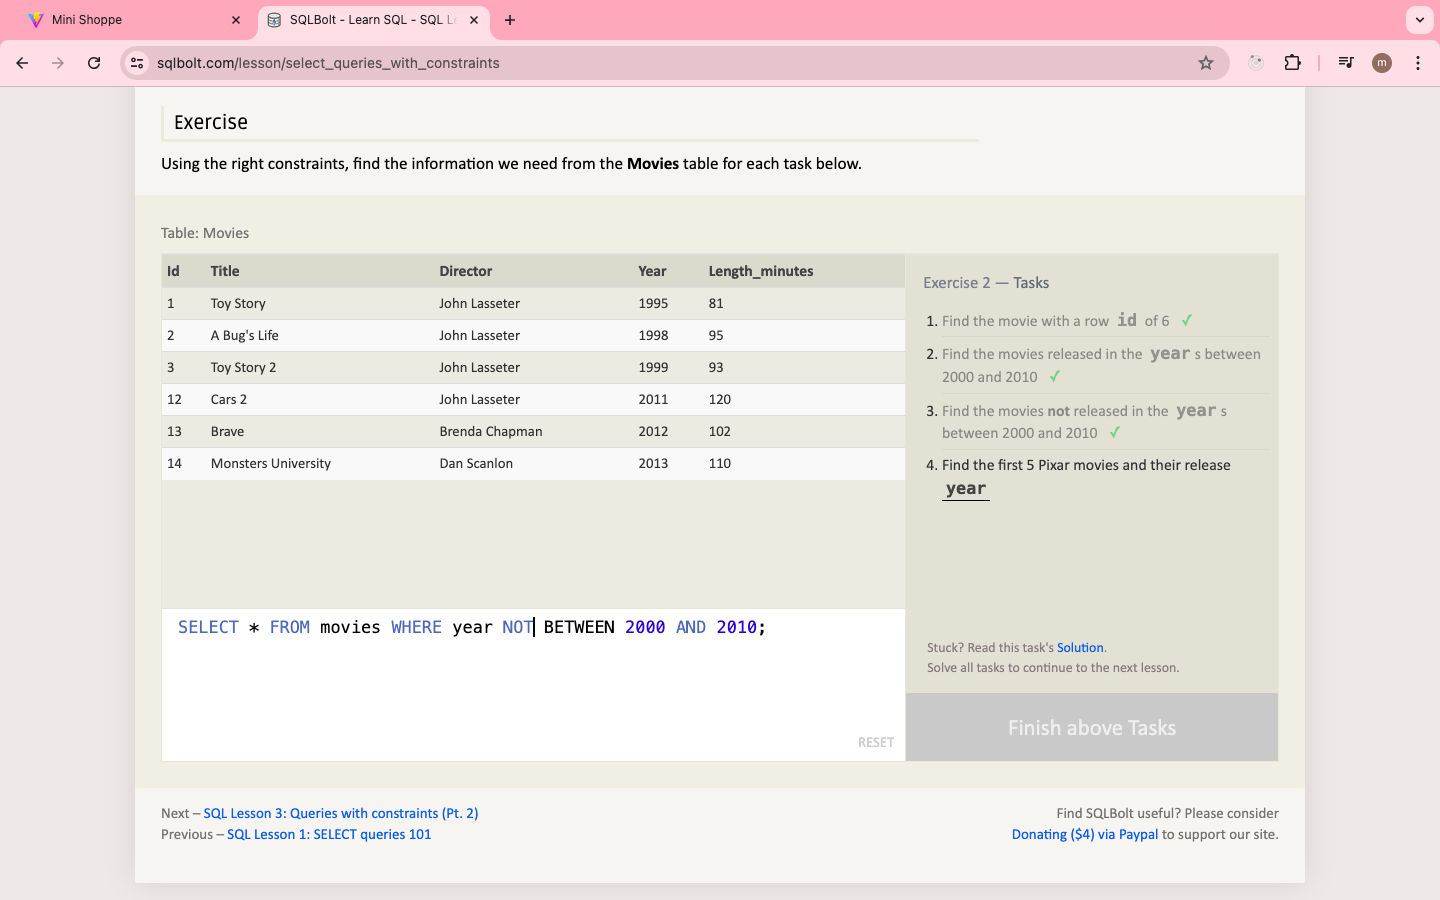 Mini Shoppe
SQLBolt - Learn SQL - SQL Le
sqlbolt.com/lesson/select_queries_with_constraints
m
Exercise
Using the right constraints, find the information we need from the Movies table for each task below.
Table: Movies
Id Title Director Year Length_minutes
1 Toy Story John Lasseter 1995 81
2 A Bug's Life John Lasseter 1998 95
3 Toy Story 2 John Lasseter 1999 93
12 Cars 2 John Lasseter 2011 120
13 Brave Brenda Chapman 2012 102
14 Monsters University Dan Scanlon 2013 110
SELECT * FROM movies WHERE year NOT BETWEEN 2000 AND 2010;
RESET
Exercise 2 — Tasks
1. Find the movie with a row id of 6 ✓
2. Find the movies released in the year s between
2000 and 2010 ✓
3. Find the movies not released in the year s
between 2000 and 2010 ✓
4. Find the first 5 Pixar movies and their release
year
Stuck? Read this task's Solution.
Solve all tasks to continue to the next lesson.
Finish above Tasks
Next – SQL Lesson 3: Queries with constraints (Pt. 2)
Previous – SQL Lesson 1: SELECT queries 101
Find SQLBolt useful? Please consider
Donating ($4) via Paypal to support our site.